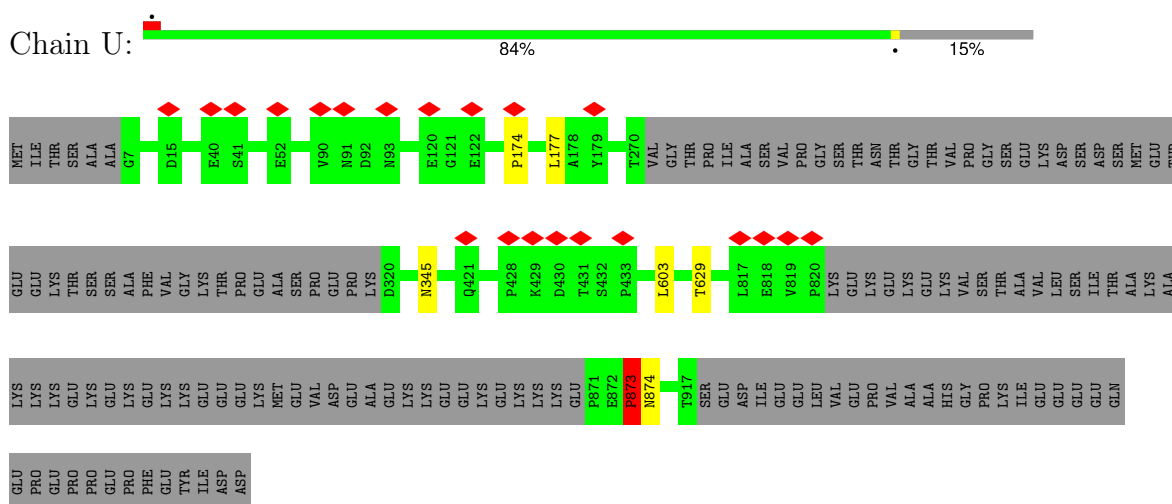 Chain U: 84% 15%
MET ILE THR SER ALA ALA G7 D15 E40 S41 E52 V90 N91 D92 N93 E120 G121 E122 P174 L177 A178 Y179 T270 VAL GLY THR PRO ILE ALA SER VAL PRO GLY SER THR ASN THR GLY THR VAL PRO GLY SER GLU LYS ASP SER ASP SER MET GLU THR
GLU GLU LYS THR SER SER ALA PHE VAL GLY LYS THR PRO GLU ALA SER PRO GLU PRO LYS D320 N345 Q421 P428 K429 D430 T431 S432 P433 L603 T629 L817 E818 V819 P820 LYS GLU LYS GLU LYS GLU LYS VAL SER THR ALA VAL LEU SER ILE THR ALA LYS ALA
LYS LYS LYS GLU LYS GLU LYS GLU LYS LYS GLU GLU GLU LYS MET GLU VAL ASP GLU ALA GLU LYS LYS GLU GLU LYS GLU LYS LYS LYS GLU P871 E872 P873 N874 T917 SER GLU ASP ILE GLU GLU LEU VAL GLU PRO VAL ALA ALA HIS GLY PRO LYS ILE GLU GLU GLU GLU GLN
GLU PRO GLU PRO PRO GLU PRO PHE GLU TYR ILE ASP ASP